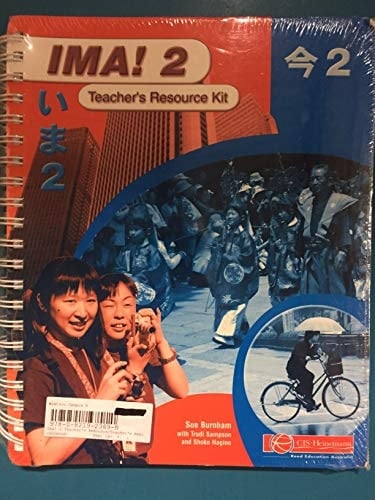 IMA! 2
Teacher's Resource Kit
今 2
いま2
Sue Burnham
with Trudi Sampson
and Shoko Hagino
CIS·Heinemann
Reed Education Australia